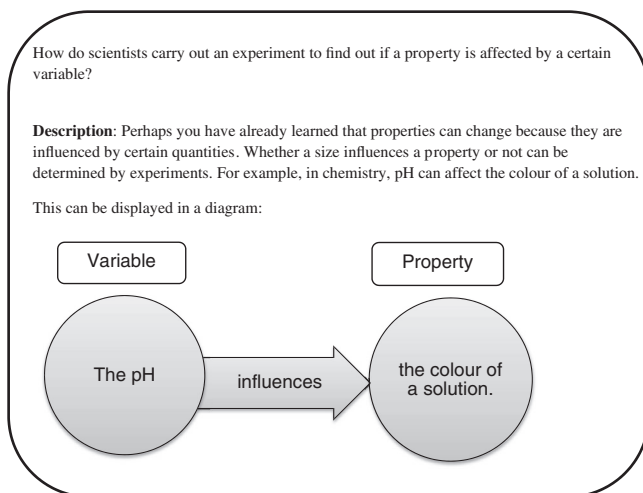 How do scientists carry out an experiment to find out if a property is affected by a certain
variable?
Description: Perhaps you have already learned that properties can change because they are
influenced by certain quantities. Whether a size influences a property or not can be
determined by experiments. For example, in chemistry, pH can affect the colour of a solution.
This can be displayed in a diagram:
Variable
Property
The pH
influences
the colour of
a solution.